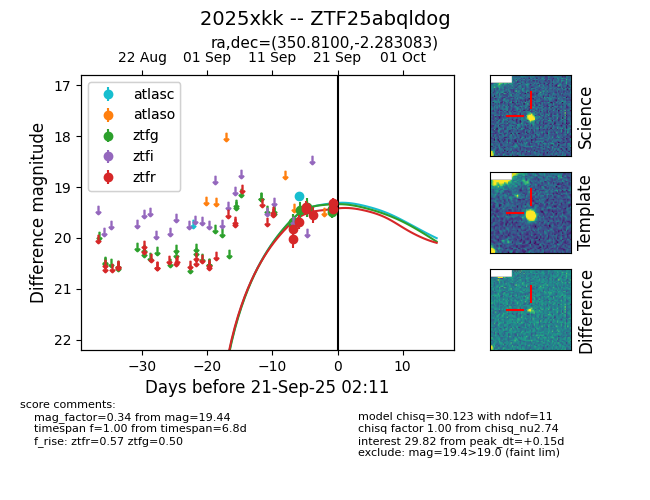 2025xkk -- ZTF25abqldog
ra,dec=(350.8100,-2.283083)
22 Aug 01 Sep 11 Sep 21 Sep 01 Oct
17
18
19
20
21
22
Difference magnitude
atlasc
atlaso
ztfg
ztfi
ztfr
−30 −20 −10 0 10
Days before 21-Sep-25 02:11
Science
Template
Difference
score comments:
mag_factor=0.34 from mag=19.44
timespan f=1.00 from timespan=6.8d
f_rise: ztfr=0.57 ztfg=0.50
model chisq=30.123 with ndof=11
chisq factor 1.00 from chisq_nu2.74
interest 29.82 from peak_dt=+0.15d
exclude: mag=19.4>19.0 (faint lim)